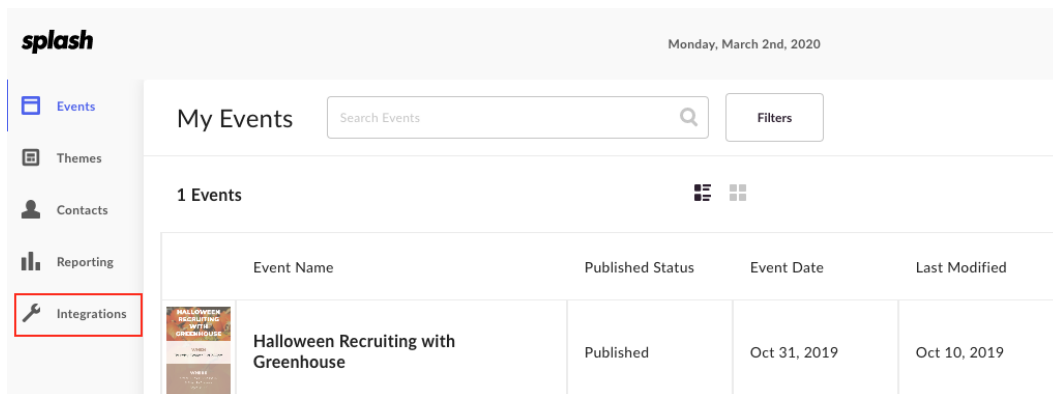 splash
Monday, March 2nd, 2020
Events
Themes
Contacts
Reporting
Integrations
My Events
Search Events
Filters
1 Events
Event Name
Published Status
Event Date
Last Modified
HALLOWEEN
RECRUITING
WITH
GREENHOUSE
Halloween Recruiting with
Greenhouse
Published
Oct 31, 2019
Oct 10, 2019